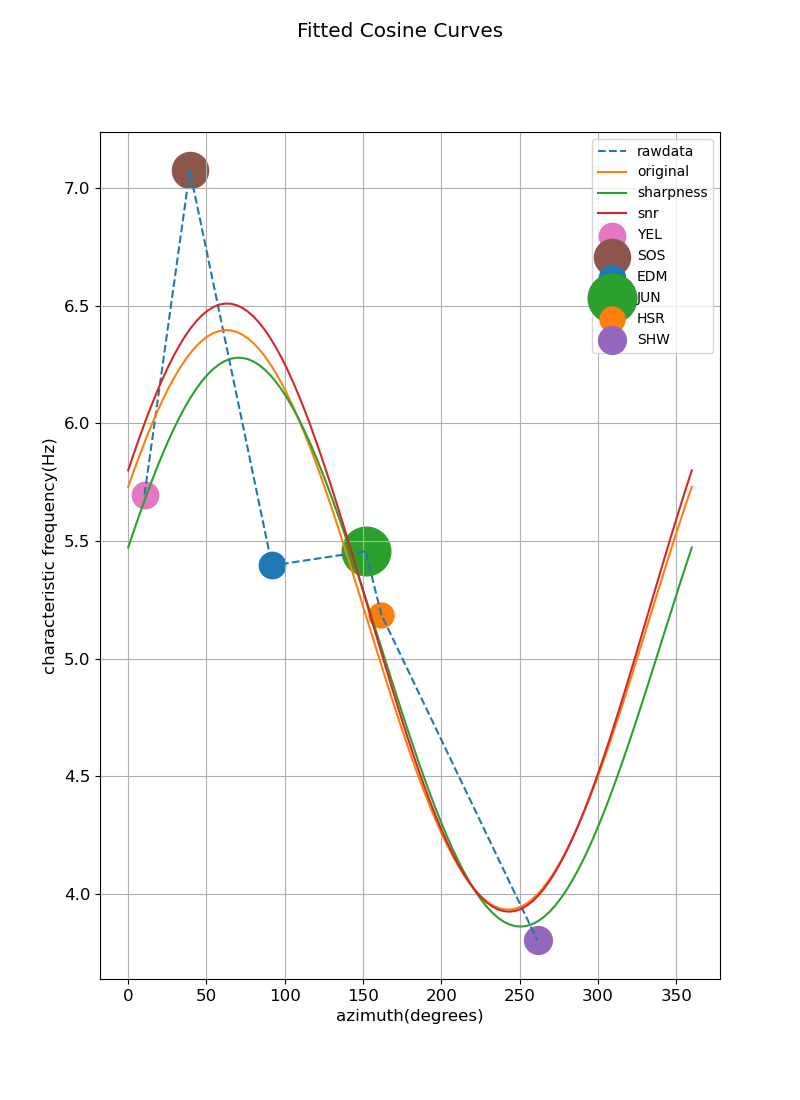 Fitted Cosine Curves
rawdata
original
sharpness
snr
YEL
SOS
EDM
JUN
HSR
SHW
7.0
6.5
6.0
5.5
5.0
4.5
4.0
characteristic frequency(Hz)
0 50 100 150 200 250 300 350
azimuth(degrees)